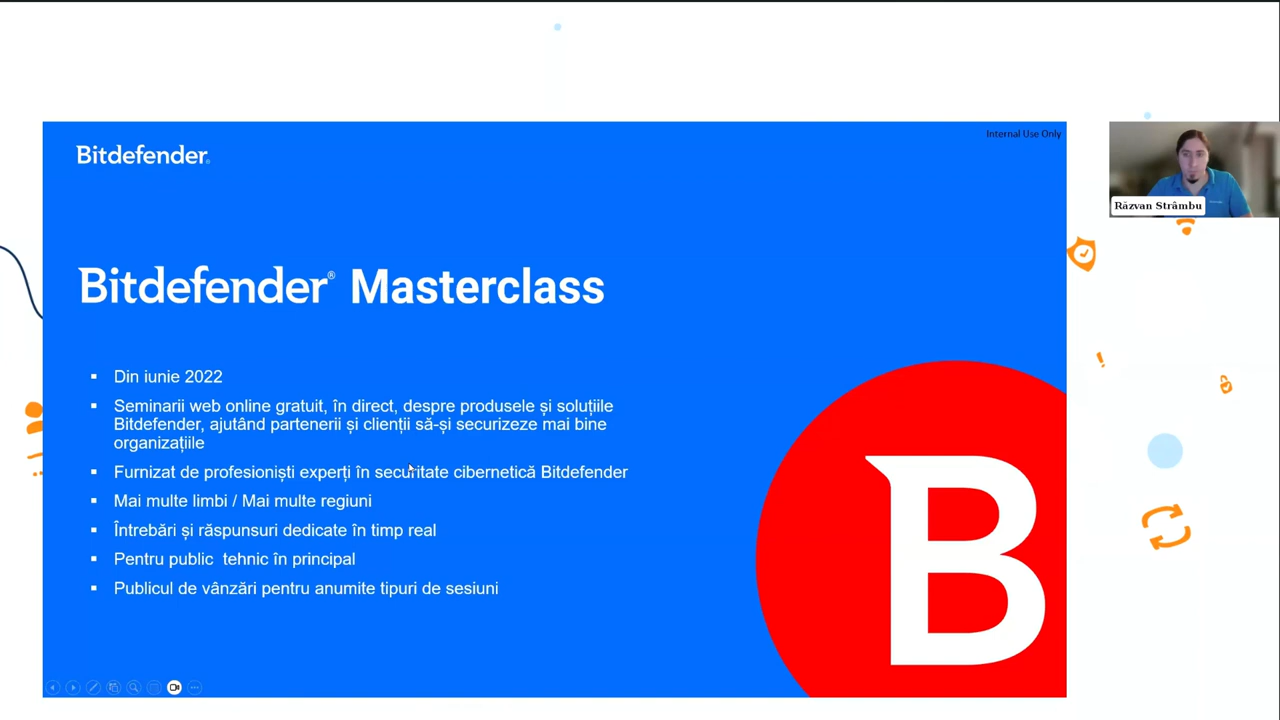 Internal Use Only
Bitdefender
Răzvan Strâmbu
Bitdefender® Masterclass
Din iunie 2022
Seminarii web online gratuit, în direct, despre produsele și soluțiile
Bitdefender, ajutând partenerii și clienții să-și securizeze mai bine
organizațiile
Furnizat de profesioniști experți în securitate cibernetică Bitdefender
Mai multe limbi / Mai multe regiuni
Întrebări și răspunsuri dedicate în timp real
Pentru public tehnic în principal
Publicul de vânzări pentru anumite tipuri de sesiuni
B